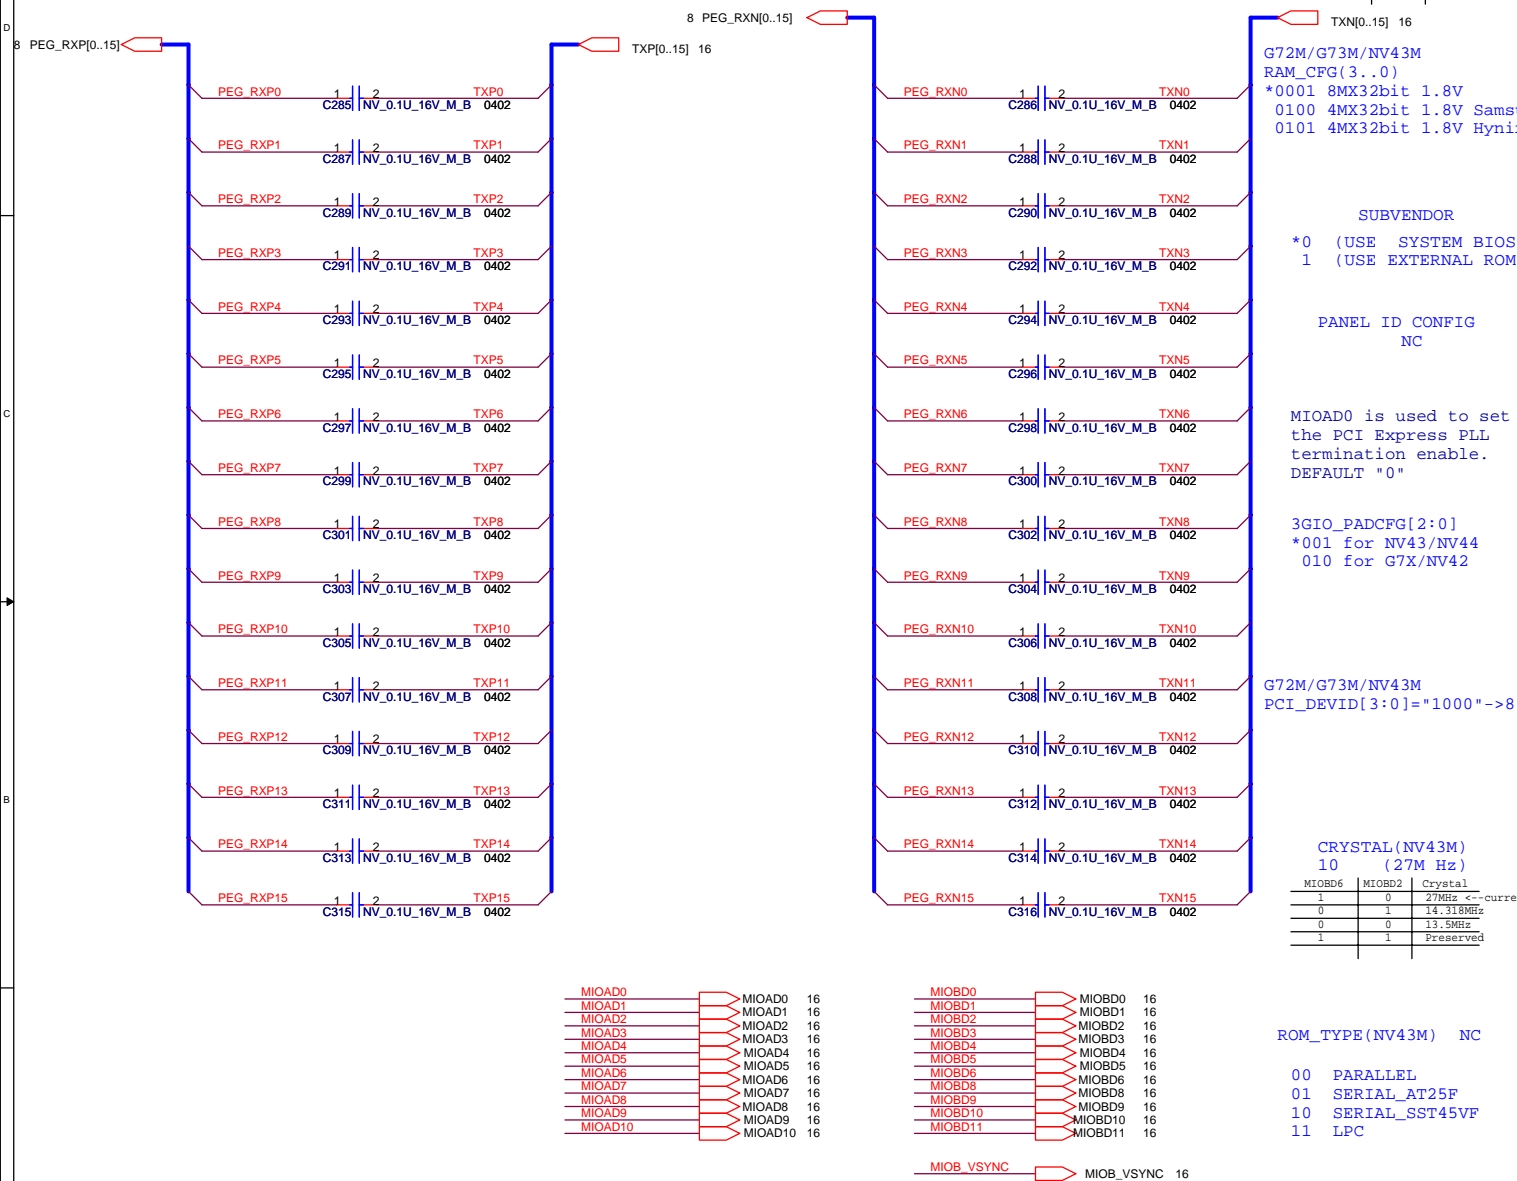 D
8 PEG_RXP[0..15]
TXP[0..15] 16
8 PEG_RXN[0..15]
TXN[0..15] 16
PEG_RXP0 1 2 TXP0
C285 NV_0.1U_16V_M_B 0402
PEG_RXP1 1 2 TXP1
C287 NV_0.1U_16V_M_B 0402
PEG_RXP2 1 2 TXP2
C289 NV_0.1U_16V_M_B 0402
PEG_RXP3 1 2 TXP3
C291 NV_0.1U_16V_M_B 0402
PEG_RXP4 1 2 TXP4
C293 NV_0.1U_16V_M_B 0402
PEG_RXP5 1 2 TXP5
C295 NV_0.1U_16V_M_B 0402
C
PEG_RXP6 1 2 TXP6
C297 NV_0.1U_16V_M_B 0402
PEG_RXP7 1 2 TXP7
C299 NV_0.1U_16V_M_B 0402
PEG_RXP8 1 2 TXP8
C301 NV_0.1U_16V_M_B 0402
PEG_RXP9 1 2 TXP9
C303 NV_0.1U_16V_M_B 0402
PEG_RXP10 1 2 TXP10
C305 NV_0.1U_16V_M_B 0402
PEG_RXP11 1 2 TXP11
C307 NV_0.1U_16V_M_B 0402
PEG_RXP12 1 2 TXP12
C309 NV_0.1U_16V_M_B 0402
B
PEG_RXP13 1 2 TXP13
C311 NV_0.1U_16V_M_B 0402
PEG_RXP14 1 2 TXP14
C313 NV_0.1U_16V_M_B 0402
PEG_RXP15 1 2 TXP15
C315 NV_0.1U_16V_M_B 0402
PEG_RXN0 1 2 TXN0
C286 NV_0.1U_16V_M_B 0402
PEG_RXN1 1 2 TXN1
C288 NV_0.1U_16V_M_B 0402
PEG_RXN2 1 2 TXN2
C290 NV_0.1U_16V_M_B 0402
PEG_RXN3 1 2 TXN3
C292 NV_0.1U_16V_M_B 0402
PEG_RXN4 1 2 TXN4
C294 NV_0.1U_16V_M_B 0402
PEG_RXN5 1 2 TXN5
C296 NV_0.1U_16V_M_B 0402
PEG_RXN6 1 2 TXN6
C298 NV_0.1U_16V_M_B 0402
PEG_RXN7 1 2 TXN7
C300 NV_0.1U_16V_M_B 0402
PEG_RXN8 1 2 TXN8
C302 NV_0.1U_16V_M_B 0402
PEG_RXN9 1 2 TXN9
C304 NV_0.1U_16V_M_B 0402
PEG_RXN10 1 2 TXN10
C306 NV_0.1U_16V_M_B 0402
PEG_RXN11 1 2 TXN11
C308 NV_0.1U_16V_M_B 0402
PEG_RXN12 1 2 TXN12
C310 NV_0.1U_16V_M_B 0402
PEG_RXN13 1 2 TXN13
C312 NV_0.1U_16V_M_B 0402
PEG_RXN14 1 2 TXN14
C314 NV_0.1U_16V_M_B 0402
PEG_RXN15 1 2 TXN15
C316 NV_0.1U_16V_M_B 0402
G72M/G73M/NV43M
RAM_CFG(3..0)
*0001 8MX32bit 1.8V
0100 4MX32bit 1.8V
0101 4MX32bit 1.8V
SUBVENDOR
*0 (USE SYSTEM BIOS
1 (USE EXTERNAL ROM
PANEL ID CONFIG
NC
MIOAD0 is used to set
the PCI Express PLL
termination enable.
DEFAULT "0"
3GIO_PADCFG[2:0]
*001 for NV43/NV44
010 for G7X/NV42
G72M/G73M/NV43M
PCI_DEVID[3:0]="1000"->8
CRYSTAL(NV43M)
10 (27M Hz)
MIOBD6 MIOBD2 Crystal
1 0 27MHz <--curre
0 1 14.318MHz
0 0 13.5MHz
1 1 Preserved
ROM_TYPE(NV43M) NC
00 PARALLEL
01 SERIAL_AT25F
10 SERIAL_SST45VF
11 LPC
MIOAD0 MIOAD0 16
MIOAD1 MIOAD1 16
MIOAD2 MIOAD2 16
MIOAD3 MIOAD3 16
MIOAD4 MIOAD4 16
MIOAD5 MIOAD5 16
MIOAD6 MIOAD6 16
MIOAD7 MIOAD7 16
MIOAD8 MIOAD8 16
MIOAD9 MIOAD9 16
MIOAD10 MIOAD10 16
MIOBD0 MIOBD0 16
MIOBD1 MIOBD1 16
MIOBD2 MIOBD2 16
MIOBD3 MIOBD3 16
MIOBD4 MIOBD4 16
MIOBD5 MIOBD5 16
MIOBD6 MIOBD6 16
MIOBD8 MIOBD8 16
MIOBD9 MIOBD9 16
MIOBD10 MIOBD10 16
MIOBD11 MIOBD11 16
MIOB_VSYNC MIOB_VSYNC 16